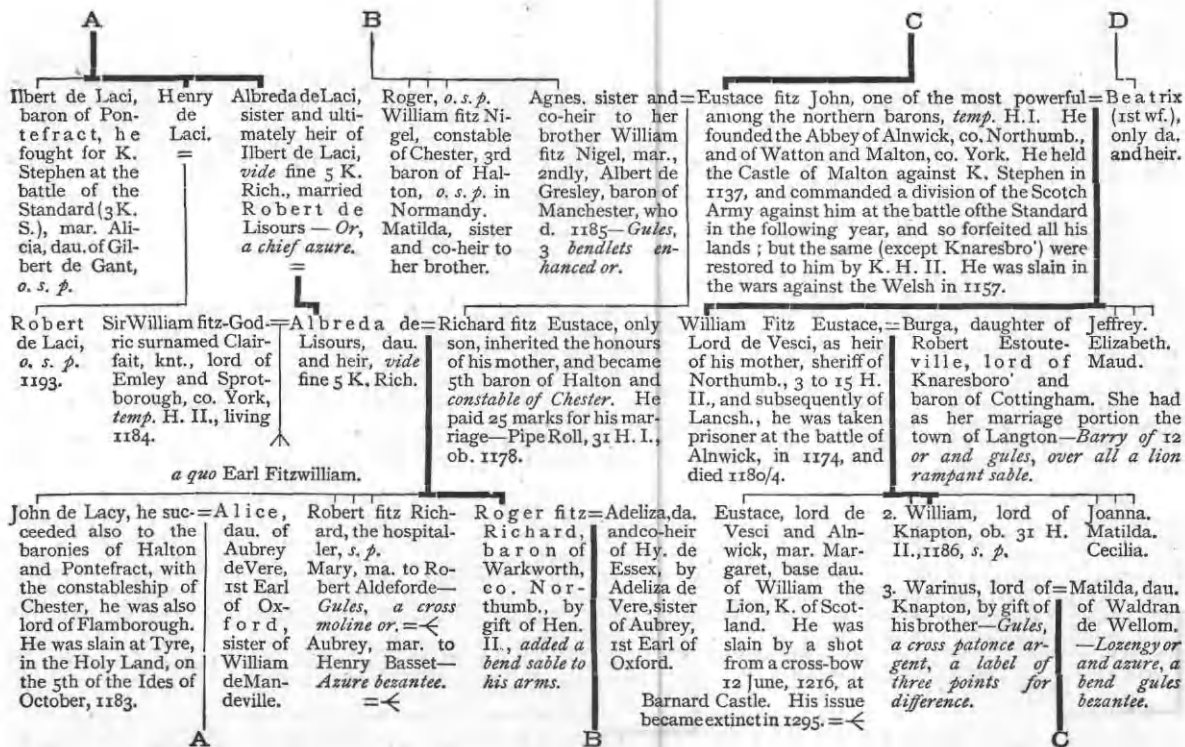 A
B
C
D
Ilbert de Laci,
baron of Pon-
tefract, he
fought for K.
Stephen at the
battle of the
Standard (3 K.
S.), mar. Ali-
cia, dau. of Gil-
bert de Gant,
o. s. p.
Henry
de
Laci.
=
Albreda de Laci,
sister and ulti-
mately heir of
Ilbert de Laci,
vide fine 5 K.
Rich., married
Robert de
Lisours — Or,
a chief azure.
=
Roger, o. s. p.
William fitz Ni-
gel, constable
of Chester, 3rd
baron of Hal-
ton, o. s. p. in
Normandy.
Matilda, sister
and co-heir to
her brother.
Agnes. sister and=
co-heir to her
brother William
fitz Nigel, mar.,
2ndly, Albert de
Gresley, baron of
Manchester, who
d. 1185—Gules,
3 bendlets en-
hanced or.
Eustace fitz John, one of the most powerful=
among the northern barons, temp. H.I. He
founded the Abbey of Alnwick, co. Northumb.,
and of Watton and Malton, co. York. He held
the Castle of Malton against K. Stephen in
1137, and commanded a division of the Scotch
Army against him at the battle ofthe Standard
in the following year, and so forfeited all his
lands ; but the same (except Knaresbro') were
restored to him by K. H. II. He was slain in
the wars against the Welsh in 1157.
Beatrix
(1st wf.),
only da.
and heir.
Robert
de Laci,
o. s. p.
1193.
Sir William fitz-God-=
ric surnamed Clair-
fait, knt., lord of
Emley and Sprot-
borough, co. York,
temp. H. II., living
1184.
a quo Earl Fitzwilliam.
Albreda de=
Lisours, dau.
and heir, vide
fine 5 K. Rich.
Richard fitz Eustace, only
son, inherited the honours
of his mother, and became
5th baron of Halton and
constable of Chester. He
paid 25 marks for his mar-
riage—Pipe Roll, 31 H. I.,
ob. 1178.
William Fitz Eustace,=
Lord de Vesci, as heir
of his mother, sheriff of
Northumb., 3 to 15 H.
II., and subsequently of
Lancsh., he was taken
prisoner at the battle of
Alnwick, in 1174, and
died 1180/4.
Burga, daughter of
Robert Estoute-
ville, lord of
Knaresboro' and
baron of Cottingham. She had
as her marriage portion the
town of Langton—Barry of 12
or and gules, over all a lion
rampant sable.
Jeffrey.
Elizabeth.
Maud.
John de Lacy, he suc-=
ceeded also to the
baronies of Halton
and Pontefract, with
the constableship of
Chester, he was also
lord of Flamborough.
He was slain at Tyre,
in the Holy Land, on
the 5th of the Ides of
October, 1183.
Alice,
dau. of
Aubrey
deVere,
1st Earl
of Ox-
ford,
sister of
William
deMan-
deville.
Robert fitz Rich-
ard, the hospital-
ler, s. p.
Mary, ma. to Ro-
bert Aldeforde—
Gules, a cross
moline or. =
Aubrey, mar. to
Henry Basset—
Azure bezantee.
=
Roger fitz=
Richard,
baron of
Warkworth,
co. Nor-
thumb., by
gift of Hen.
II., added a
bend sable to
his arms.
Adeliza, da.
andco-heir
of Hy. de
Essex, by
Adeliza de
Vere,sister
of Aubrey,
1st Earl of
Oxford.
Eustace, lord de
Vesci and Aln-
wick, mar. Mar-
garet, base dau.
of William the
Lion, K. of Scot-
land. He was
slain by a shot
from a cross-bow
12 June, 1216, at
Barnard Castle. His issue
became extinct in 1295. =
2. William, lord of
Knapton, ob. 31 H.
II., 1186, s. p.
3. Warinus, lord of=
Knapton, by gift of
his brother—Gules,
a cross patonce ar-
gent, a label of
three points for
difference.
Joanna.
Matilda.
Cecilia.
Matilda, dau.
of Waldran
de Wellom.
—Lozengy or
and azure, a
bend gules
bezantee.
A
B
C